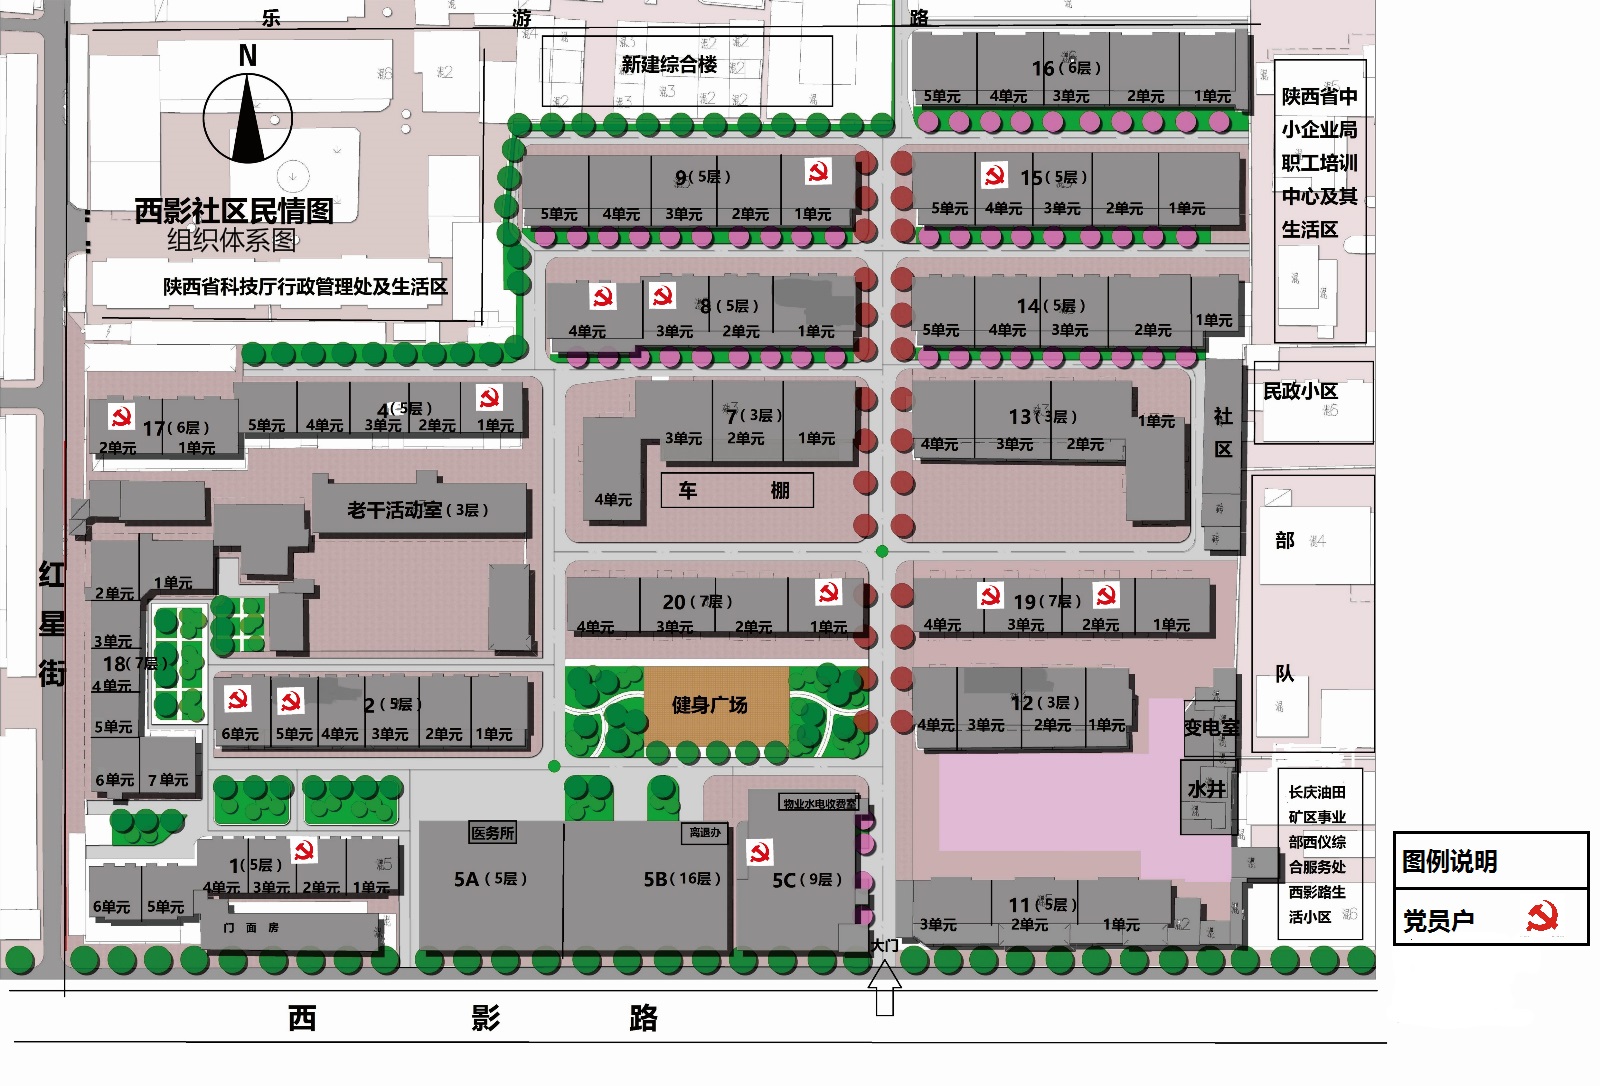 乐 游 路
N
新建综合楼
16(6层)
5单元 4单元 3单元 2单元 1单元
陕西省中
小企业局
职工培训
中心及其
生活区
9(5层)
5单元 4单元 3单元 2单元 1单元
15(5层)
5单元 4单元 3单元 2单元 1单元
西影社区民情图
组织体系图
陕西省科技厅行政管理处及生活区
8(5层)
4单元 3单元 2单元 1单元
14(5层)
5单元 4单元 3单元 2单元 1单元
民政小区
17(6层)
2单元 1单元
4(5层)
5单元 4单元 3单元 2单元 1单元
7(3层)
3单元 2单元 1单元
4单元
车 棚
13(3层)
4单元 3单元 2单元 1单元
社区
老干活动室(3层)
部队
红星街
2单元 1单元
3单元
18(7层)
4单元
5单元
6单元 7单元
20(7层)
4单元 3单元 2单元 1单元
19(7层)
4单元 3单元 2单元 1单元
2(5层)
6单元 5单元 4单元 3单元 2单元 1单元
健身广场
12(3层)
4单元 3单元 2单元 1单元
变电室
水井
长庆油田
矿区事业
部西仪综
合服务处
西影路生
活小区
物业水电收费室
医务所
离退办
1(5层)
4单元 3单元 2单元 1单元
6单元 5单元
门面房
5A(5层)
5B(16层)
5C(9层)
11(5层)
3单元 2单元 1单元
大门
图例说明
党员户
西 影 路